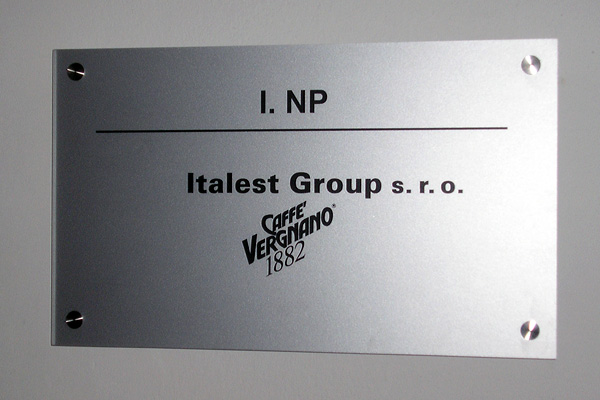 I. NP
Italest Group s. r. o.
CAFFE'
VERGNANO®
1882